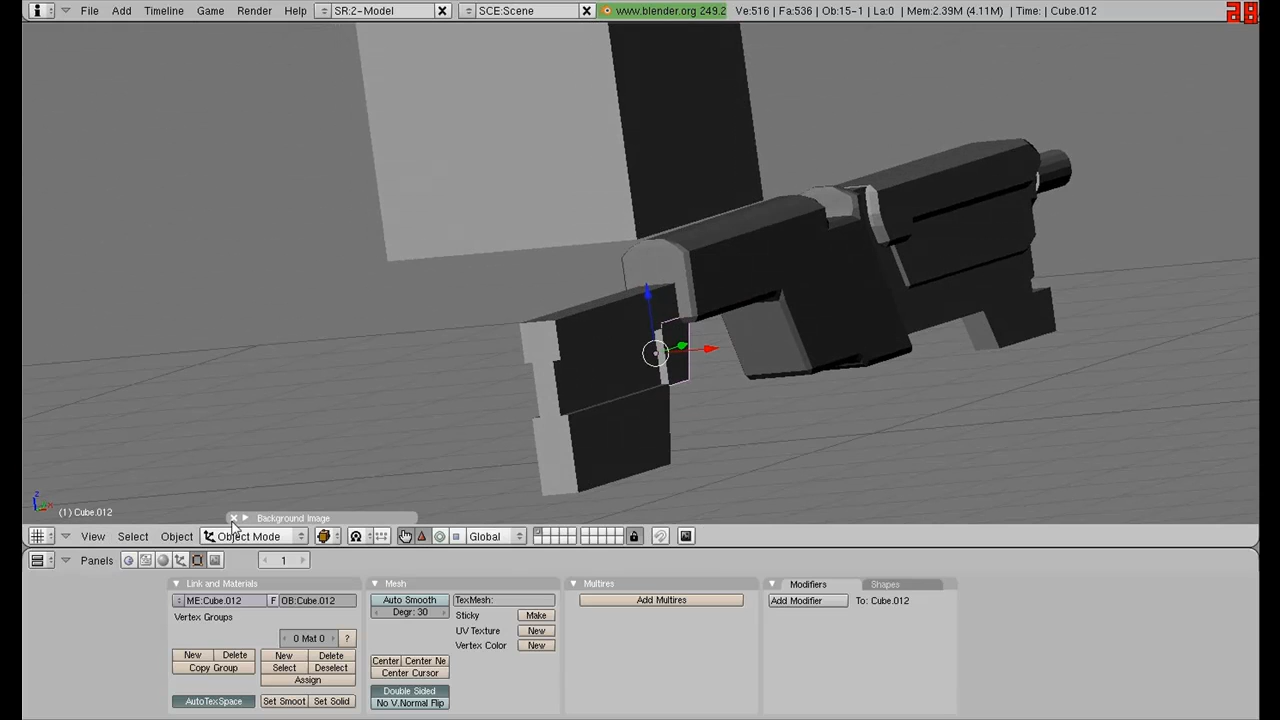 File Add Timeline Game Render Help SR:2-Model SCE:Scene www.blender.org 249.2 Ve:516 | Fa:536 | Ob:15-1 | La:0 | Mem:2.39M (4.11M) | Time: | Cube.012
28
z
x
(1) Cube.012
Background Image
View Select Object Object Mode Global
Panels 1
Link and Materials Mesh Multires Modifiers Shapes
ME:Cube.012 F OB:Cube.012 Auto Smooth TexMesh: Add Multires Add Modifier To: Cube.012
Vertex Groups Degr: 30 Sticky Make
0 Mat 0 ? UV Texture New
Vertex Color New
New Delete New Delete Center Center Ne
Copy Group Select Deselect Center Cursor
Assign
Double Sided
AutoTexSpace Set Smoot Set Solid No V.Normal Flip